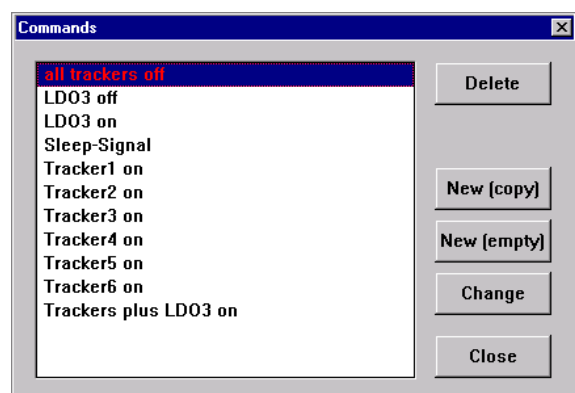 Commands
all trackers off
LDO3 off
LDO3 on
Sleep-Signal
Tracker1 on
Tracker2 on
Tracker3 on
Tracker4 on
Tracker5 on
Tracker6 on
Trackers plus LDO3 on
Delete
New (copy)
New (empty)
Change
Close